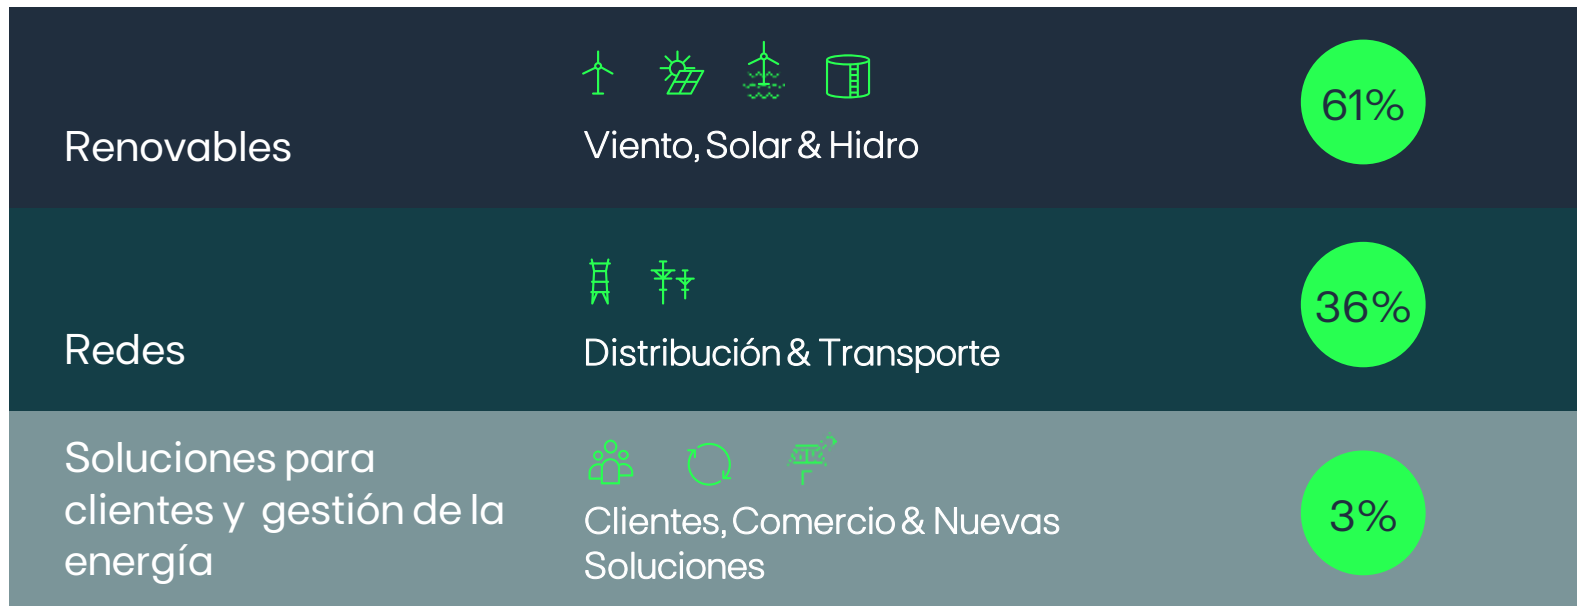 Renovables
Viento, Solar & Hidro
61%
Redes
Distribución & Transporte
36%
Soluciones para
clientes y gestión de la
energía
Clientes, Comercio & Nuevas
Soluciones
3%